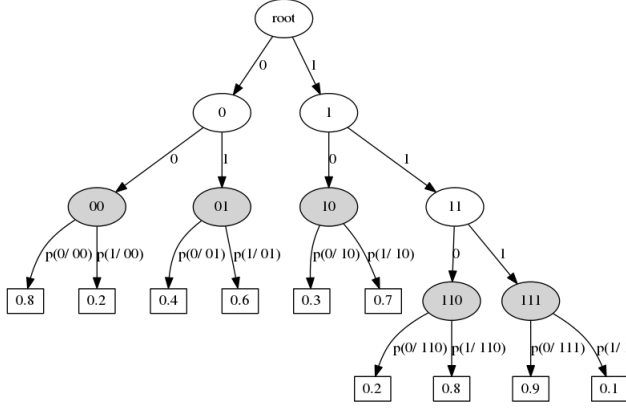 root
0 1
0 1
0 1 0 1
00 01 10 11
p(0/ 00) p(1/ 00) p(0/ 01) p(1/ 01) p(0/ 10) p(1/ 10) 0 1
0.8 0.2 0.4 0.6 0.3 0.7 110 111
p(0/ 110) p(1/ 110) p(0/ 111) p(1/
0.2 0.8 0.9 0.1